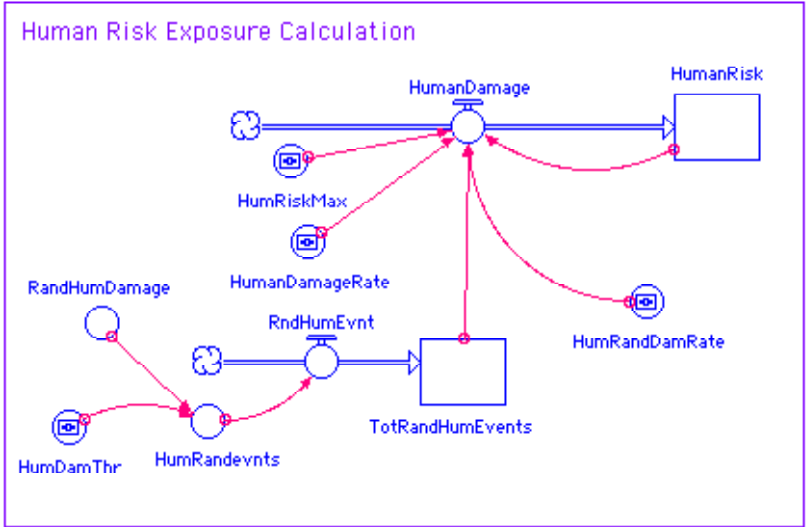 Human Risk Exposure Calculation
HumanRisk
HumanDamage
HumRiskMax
HumanDamageRate
RandHumDamage
RndHumEvnt
HumRandDamRate
TotRandHumEvents
HumDamThr
HumRandevnts